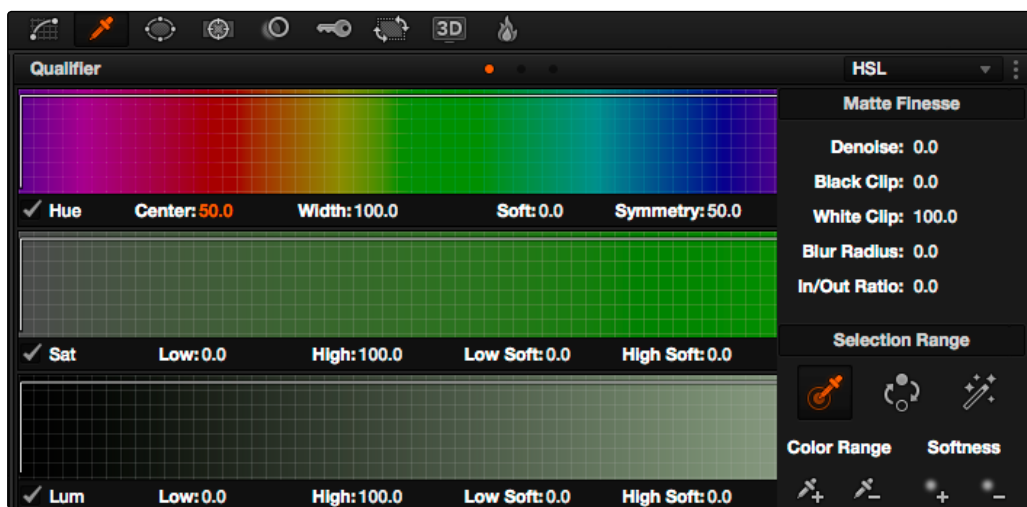 3D
Qualifier
HSL
Matte Finesse
Denoise: 0.0
Black Clip: 0.0
Hue Center: 50.0 Width: 100.0 Soft: 0.0 Symmetry: 50.0
White Clip: 100.0
Blur Radius: 0.0
In/Out Ratio: 0.0
Sat Low: 0.0 High: 100.0 Low Soft: 0.0 High Soft: 0.0
Selection Range
Color Range Softness
Lum Low: 0.0 High: 100.0 Low Soft: 0.0 High Soft: 0.0